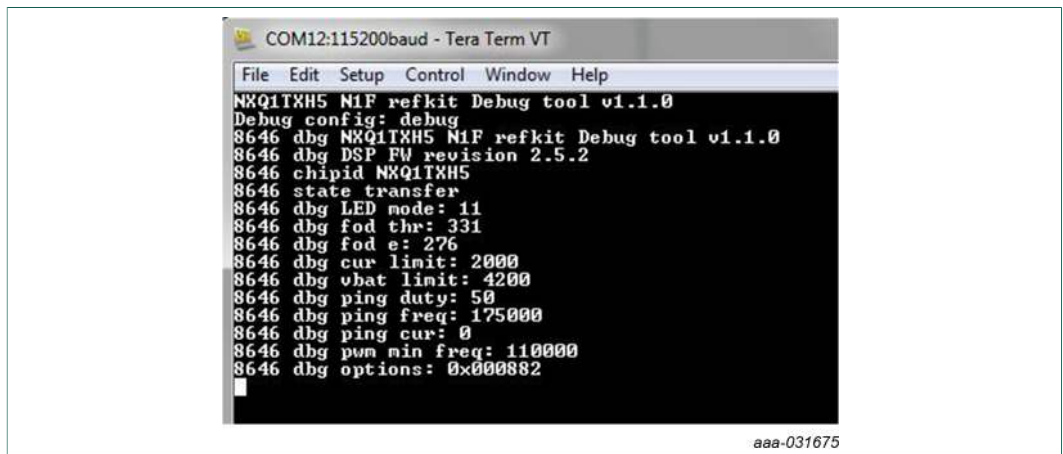 COM12:115200baud - Tera Term VT
File Edit Setup Control Window Help
NXQ1TXH5 N1F refkit Debug tool v1.1.0
Debug config: debug
8646 dbg NXQ1TXH5 N1F refkit Debug tool v1.1.0
8646 dbg DSP FW revision 2.5.2
8646 chipid NXQ1TXH5
8646 state transfer
8646 dbg LED mode: 11
8646 dbg fod thr: 331
8646 dbg fod e: 276
8646 dbg cur limit: 2000
8646 dbg vbat limit: 4200
8646 dbg ping duty: 50
8646 dbg ping freq: 175000
8646 dbg ping cur: 0
8646 dbg pwm min freq: 110000
8646 dbg options: 0x000882
aaa-031675